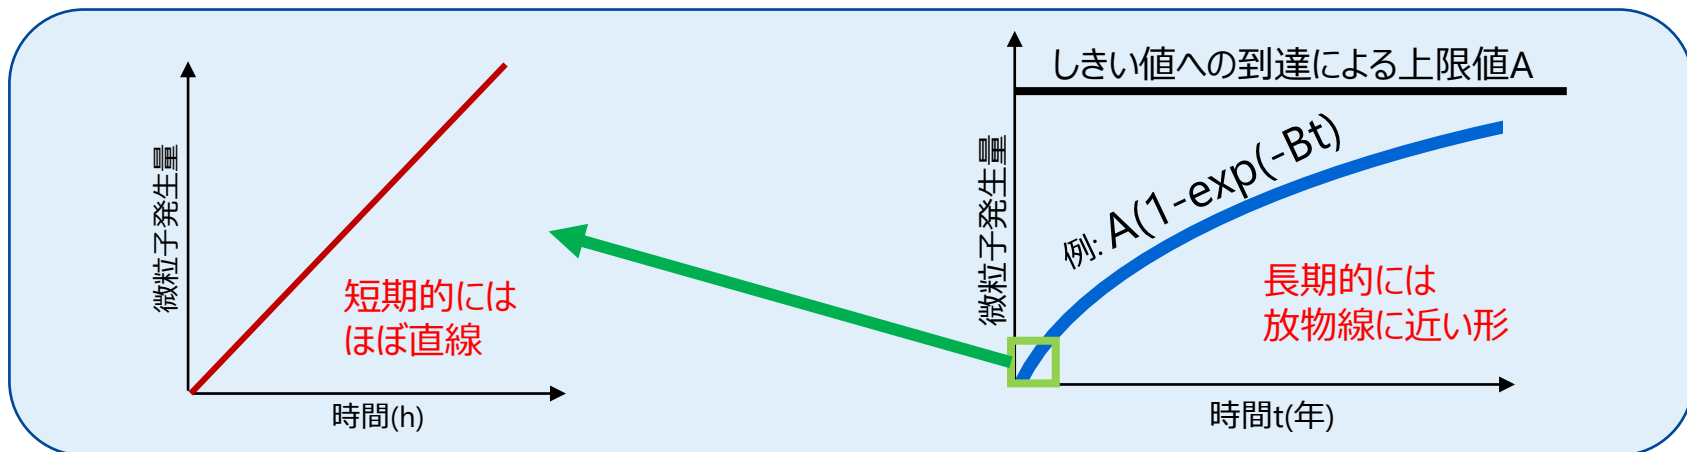 微粒子発生量
短期的には
ほぼ直線
時間(h)
しきい値への到達による上限値A
微粒子発生量
例: A(1-exp(-Bt)
長期的には
放物線に近い形
時間t(年)